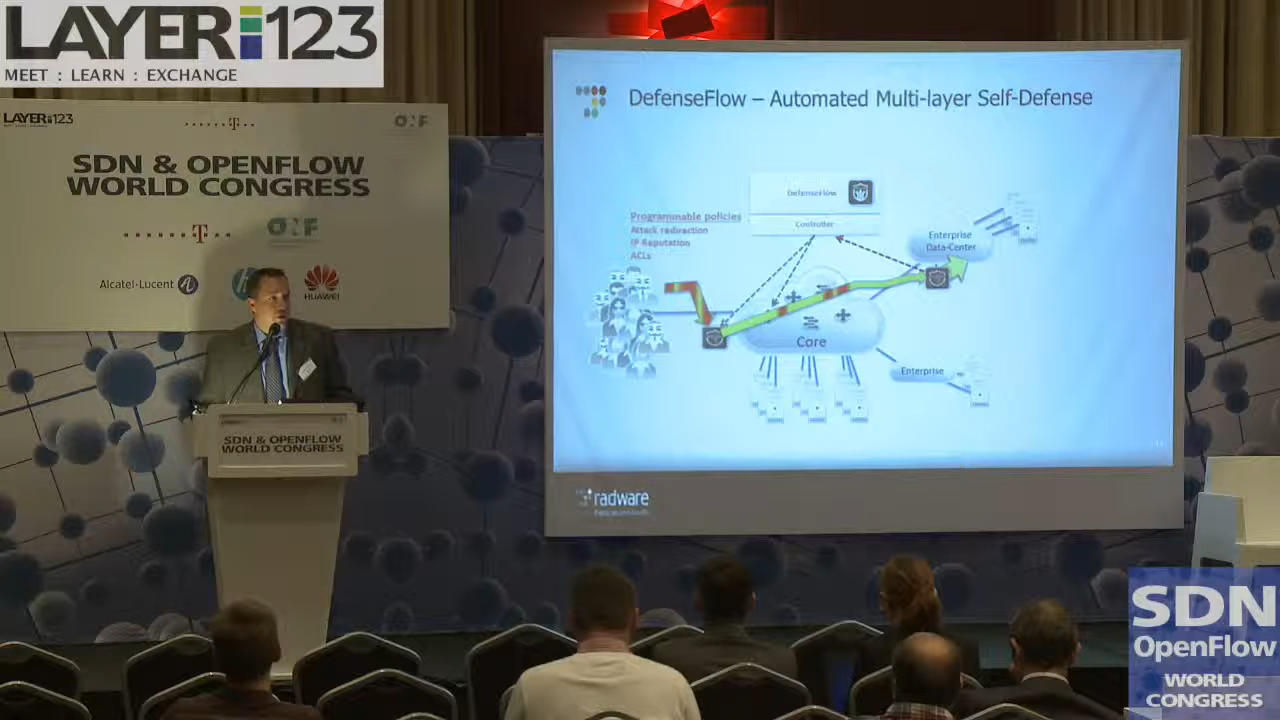 LAYER123
MEET : LEARN : EXCHANGE
LAYER123
T
ONF
SDN & OPENFLOW
WORLD CONGRESS
T
ONF
Alcatel·Lucent
HUAWEI
SDN & OPENFLOW
WORLD CONGRESS
DefenseFlow – Automated Multi-layer Self-Defense
DefenseFlow
Controller
Programmable policies
Attack redirection
IP Reputation
ACLs
Enterprise
Data-Center
Core
Enterprise
radware
SDN
OpenFlow
WORLD
CONGRESS